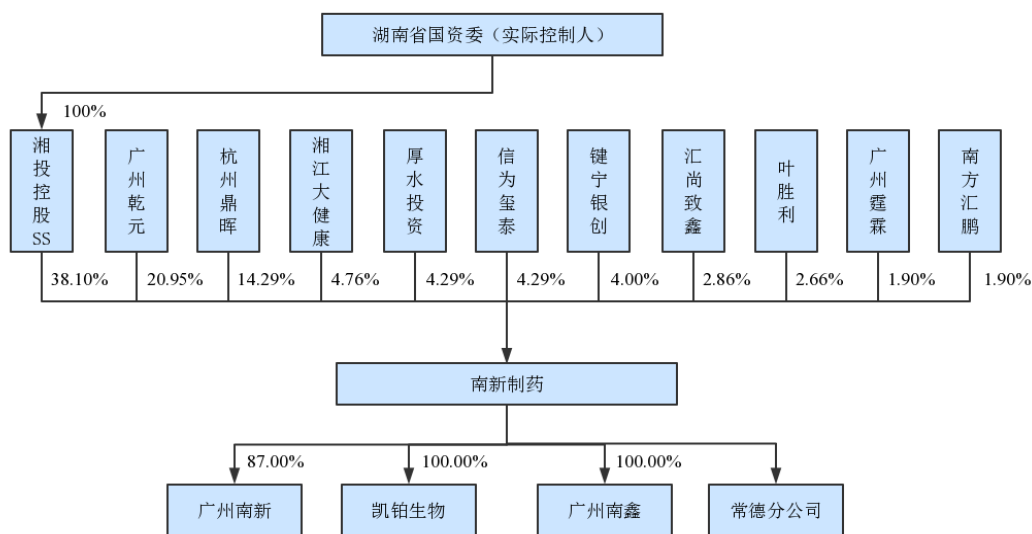 湖南省国资委（实际控制人）
100%
湘投控股SS
广州乾元
杭州鼎晖
湘江大健康
厚水投资
信为玺泰
键宁银创
汇尚致鑫
叶胜利
广州霆霖
南方汇鹏
38.10%
20.95%
14.29%
4.76%
4.29%
4.29%
4.00%
2.86%
2.66%
1.90%
1.90%
南新制药
87.00%
100.00%
100.00%
广州南新
凯铂生物
广州南鑫
常德分公司